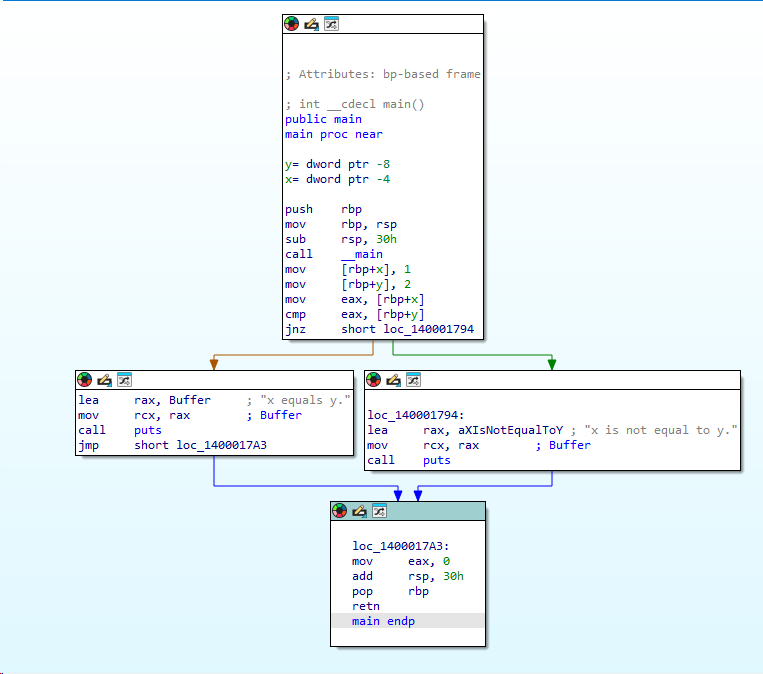 ; Attributes: bp-based frame
; int __cdecl main()
public main
main proc near
y= dword ptr -8
x= dword ptr -4
push    rbp
mov     rbp, rsp
sub     rsp, 30h
call    __main
mov     [rbp+x], 1
mov     [rbp+y], 2
mov     eax, [rbp+x]
cmp     eax, [rbp+y]
jnz     short loc_140001794
lea     rax, Buffer     ; "x equals y."
mov     rcx, rax        ; Buffer
call    puts
jmp     short loc_1400017A3
loc_140001794:
lea     rax, aXIsNotEqualToY ; "x is not equal to y."
mov     rcx, rax        ; Buffer
call    puts
loc_1400017A3:
mov     eax, 0
add     rsp, 30h
pop     rbp
retn
main endp